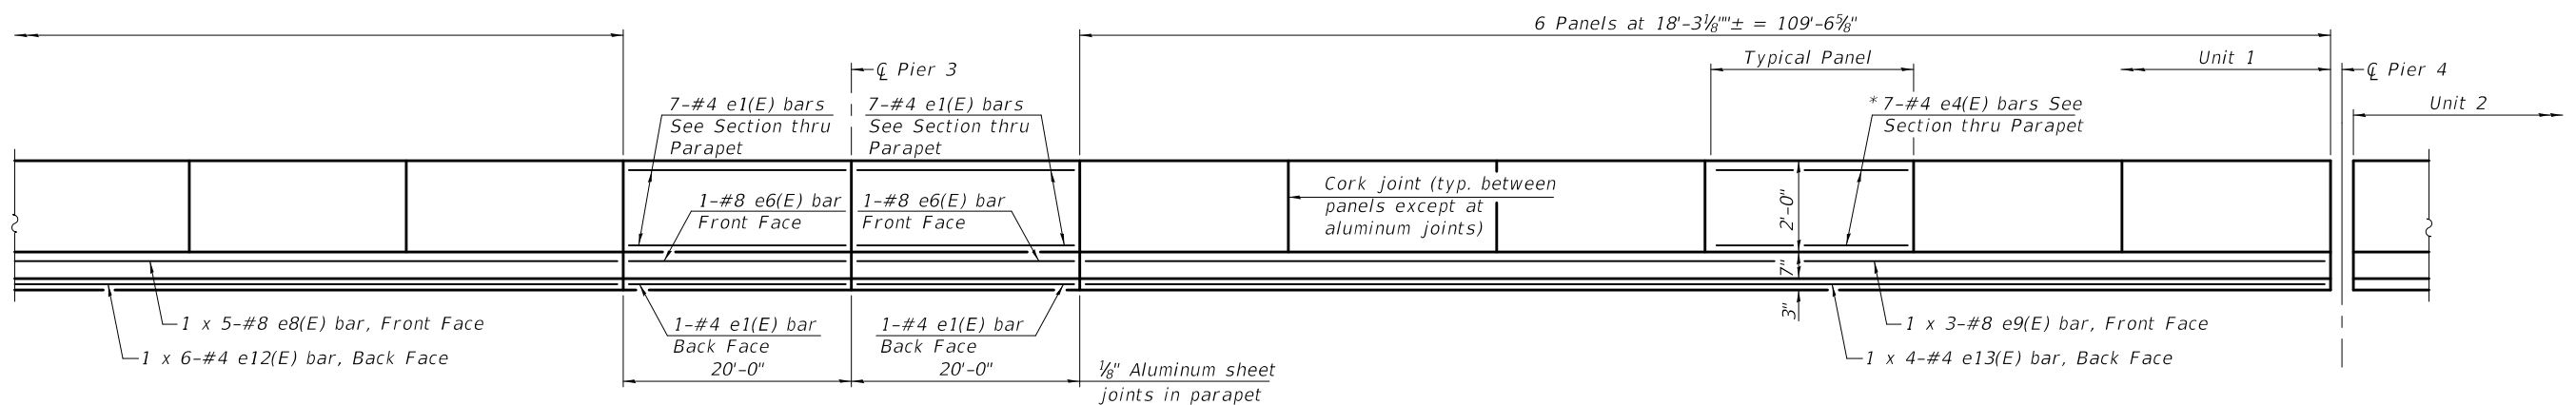 6 Panels at 18'-3⅛""± = 109'-6⅝"
Typical Panel
Unit 1
℄ Pier 3
℄ Pier 4
Unit 2
7-#4 e1(E) bars
See Section thru
Parapet
7-#4 e1(E) bars
See Section thru
Parapet
*7-#4 e4(E) bars See
Section thru Parapet
Cork joint (typ. between
panels except at
aluminum joints)
1-#8 e6(E) bar
Front Face
1-#8 e6(E) bar
Front Face
2'-0"
7"
3"
1 x 5-#8 e8(E) bar, Front Face
1 x 6-#4 e12(E) bar, Back Face
1-#4 e1(E) bar
Back Face
1-#4 e1(E) bar
Back Face
1 x 3-#8 e9(E) bar, Front Face
1 x 4-#4 e13(E) bar, Back Face
20'-0"
20'-0"
⅛" Aluminum sheet
joints in parapet